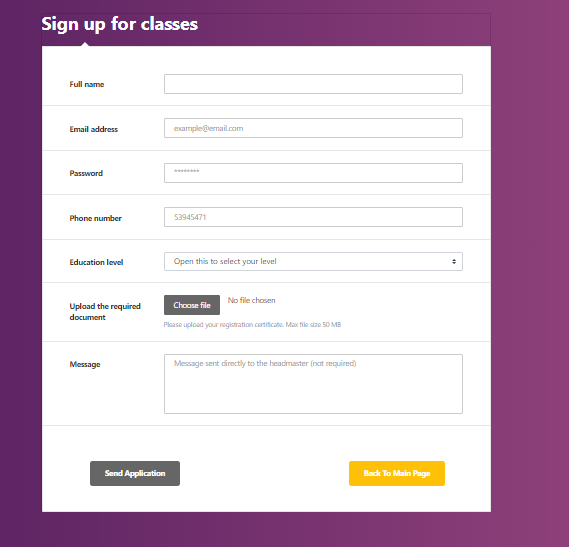 Sign up for classes
Full name
Email address
example@email.com
Password
********
Phone number
53945471
Education level
Open this to select your level
Upload the required
document
Choose file
No file chosen
Please upload your registration certificate. Max file size 50 MB
Message
Message sent directly to the headmaster (not required)
Send Application
Back To Main Page